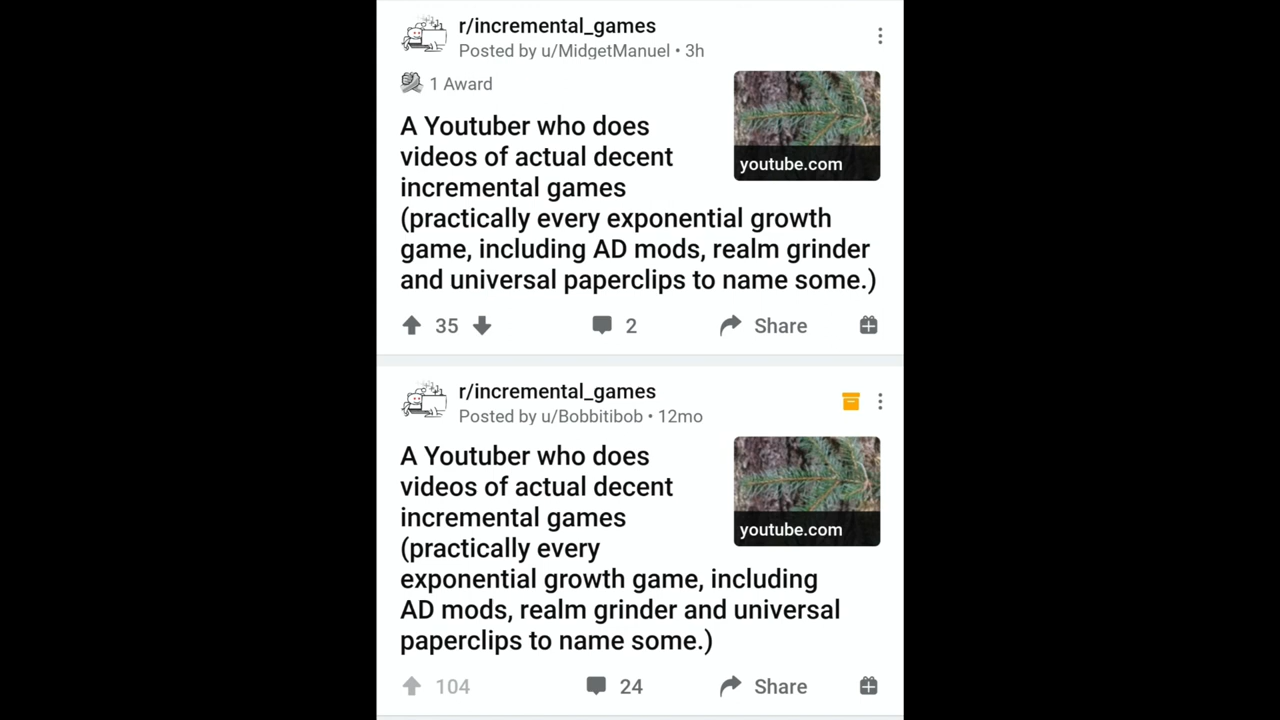 r/incremental_games
Posted by u/MidgetManuel • 3h
1 Award
A Youtuber who does
videos of actual decent
incremental games
(practically every exponential growth
game, including AD mods, realm grinder
and universal paperclips to name some.)
youtube.com
35
2
Share
r/incremental_games
Posted by u/Bobbitibob • 12mo
A Youtuber who does
videos of actual decent
incremental games
(practically every
exponential growth game, including
AD mods, realm grinder and universal
paperclips to name some.)
youtube.com
104
24
Share